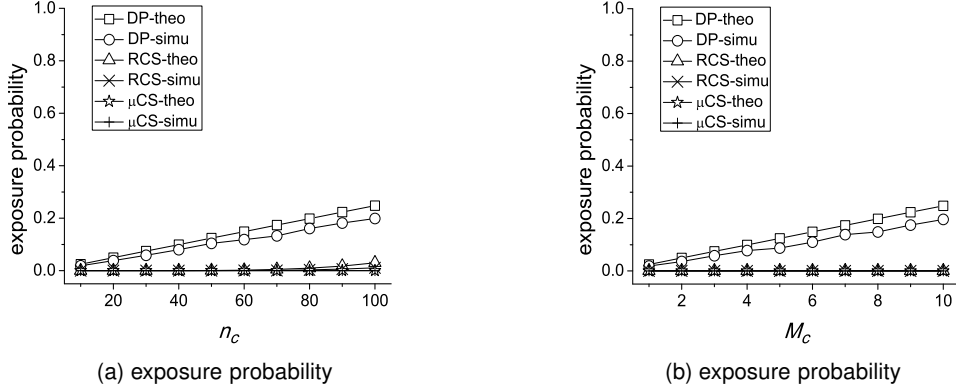 1.0
0.8
0.6
0.4
0.2
0.0
exposure probability
DP-theo
DP-simu
RCS-theo
RCS-simu
μCS-theo
μCS-simu
20 40 60 80 100
n_c
(a) exposure probability
1.0
0.8
0.6
0.4
0.2
0.0
exposure probability
DP-theo
DP-simu
RCS-theo
RCS-simu
μCS-theo
μCS-simu
2 4 6 8 10
M_c
(b) exposure probability